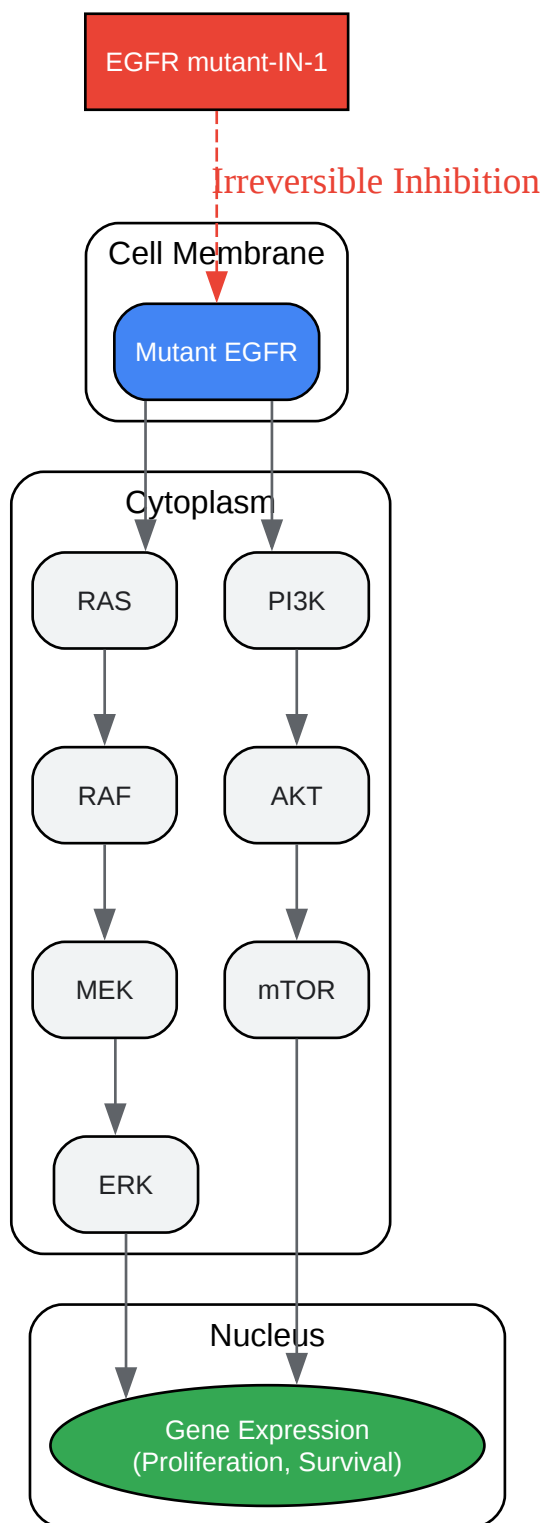 EGFR mutant-IN-1
Irreversible Inhibition
Cell Membrane
Mutant EGFR
Cytoplasm
RAS
PI3K
RAF
AKT
MEK
mTOR
ERK
Nucleus
Gene Expression
(Proliferation, Survival)